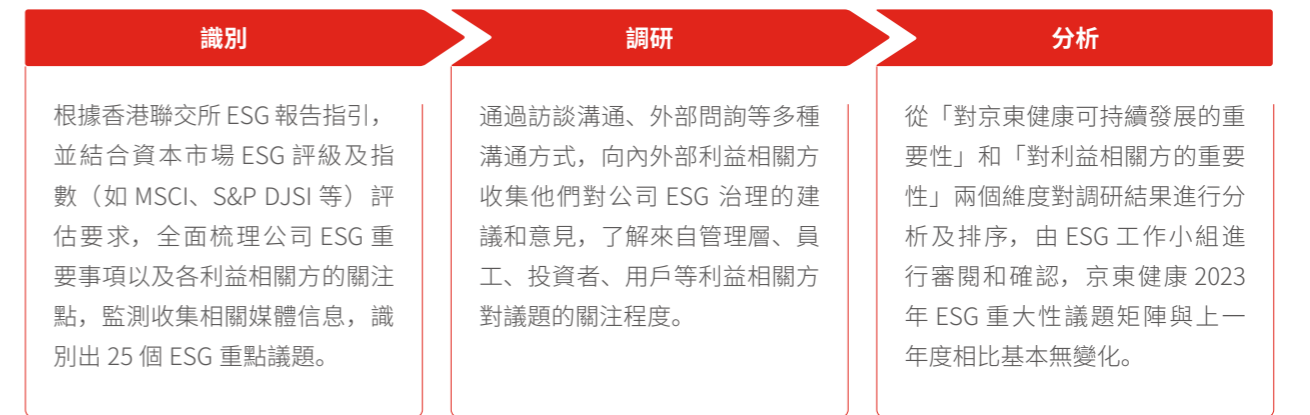 識別
根據香港聯交所 ESG 報告指引，
並結合資本市場 ESG 評級及指
數（如 MSCI、S&P DJSI 等）評
估要求，全面梳理公司 ESG 重
要事項以及各利益相關方的關注
點，監測收集相關媒體信息，識
別出 25 個 ESG 重點議題。
調研
通過訪談溝通、外部問詢等多種
溝通方式，向內外部利益相關方
收集他們對公司 ESG 治理的建
議和意見，了解來自管理層、員
工、投資者、用戶等利益相關方
對議題的關注程度。
分析
從「對京東健康可持續發展的重
要性」和「對利益相關方的重要
性」兩個維度對調研結果進行分
析及排序，由 ESG 工作小組進
行審閱和確認，京東健康 2023
年 ESG 重大性議題矩陣與上一
年度相比基本無變化。